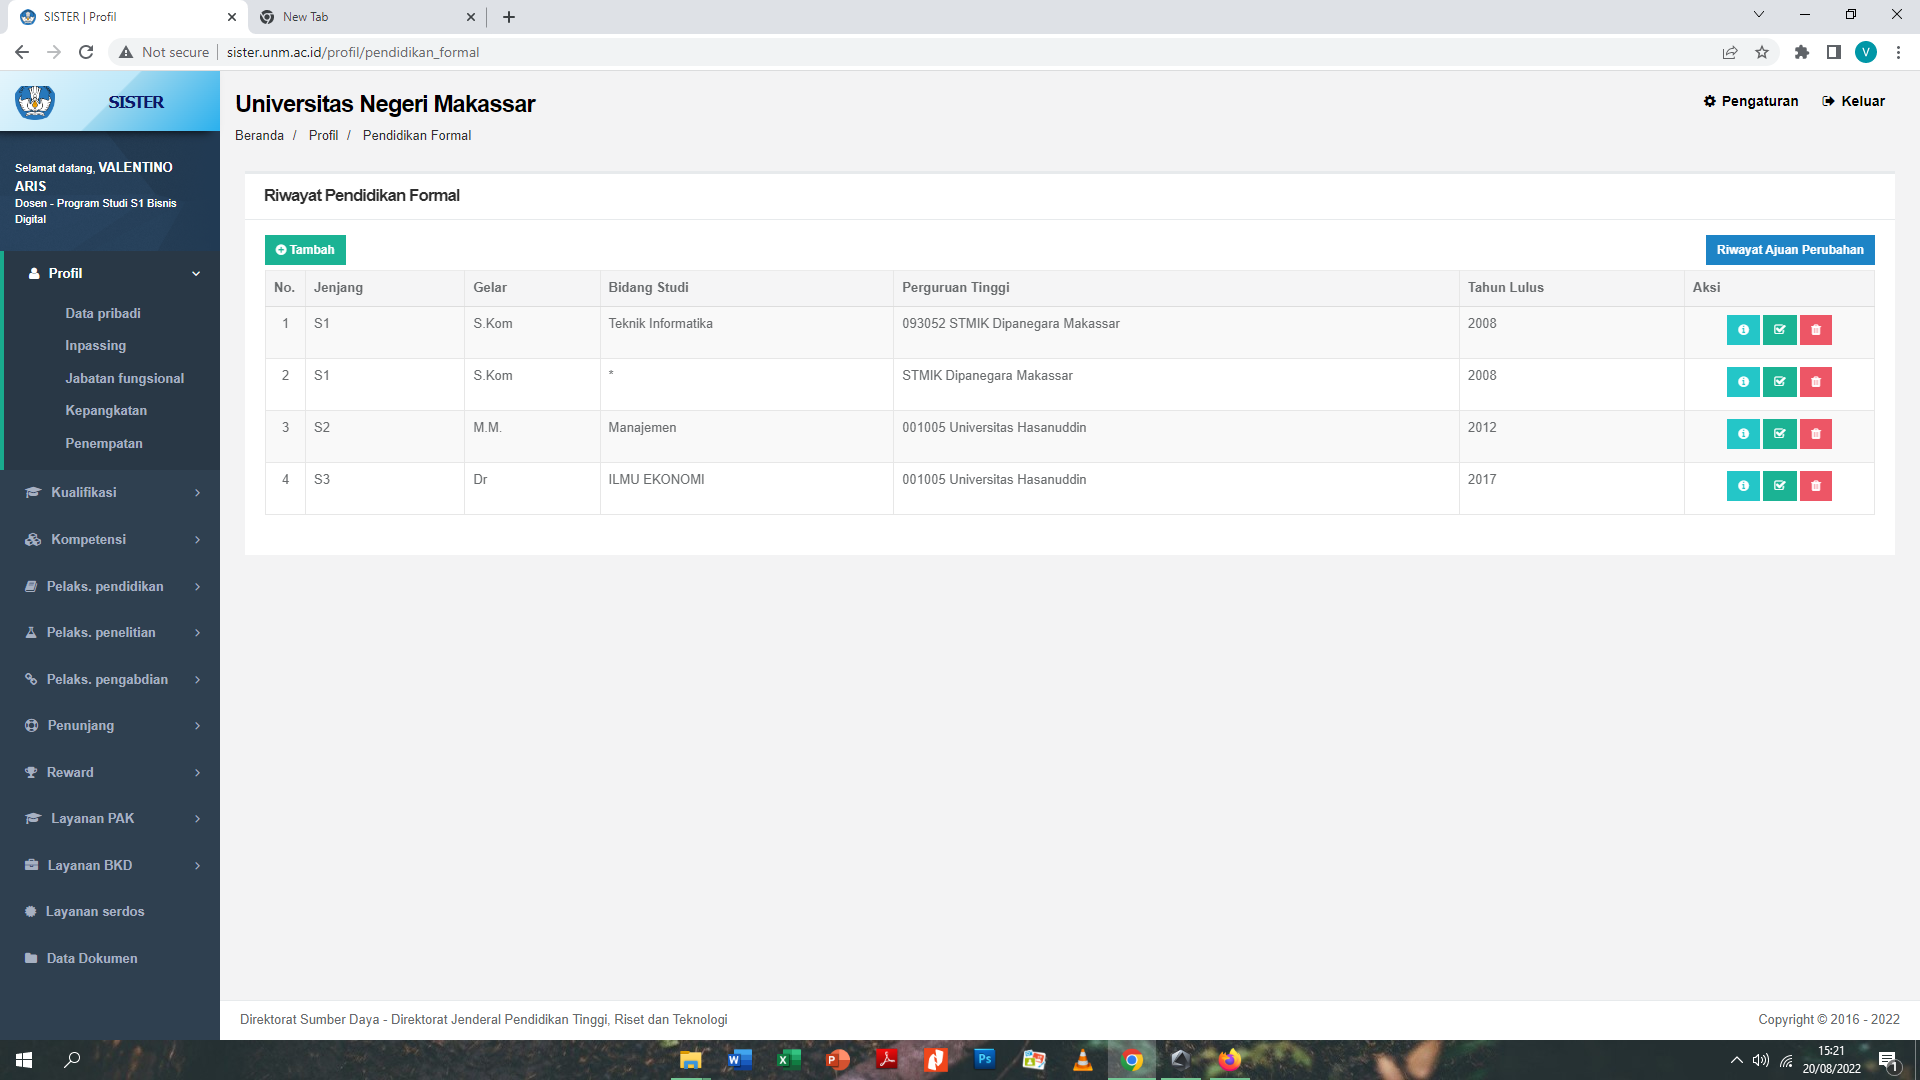 SISTER | Profil
New Tab
Not secure
sister.unm.ac.id/profil/pendidikan_formal
V
SISTER
Universitas Negeri Makassar
Pengaturan
Keluar
Beranda / Profil / Pendidikan Formal
Selamat datang, VALENTINO
ARIS
Dosen - Program Studi S1 Bisnis
Digital
Profil
Data pribadi
Inpassing
Jabatan fungsional
Kepangkatan
Penempatan
Kualifikasi
Kompetensi
Pelaks. pendidikan
Pelaks. penelitian
Pelaks. pengabdian
Penunjang
Reward
Layanan PAK
Layanan BKD
Layanan serdos
Data Dokumen
Riwayat Pendidikan Formal
Tambah
Riwayat Ajuan Perubahan
No. Jenjang Gelar Bidang Studi Perguruan Tinggi Tahun Lulus Aksi
1 S1 S.Kom Teknik Informatika 093052 STMIK Dipanegara Makassar 2008
2 S1 S.Kom * STMIK Dipanegara Makassar 2008
3 S2 M.M. Manajemen 001005 Universitas Hasanuddin 2012
4 S3 Dr ILMU EKONOMI 001005 Universitas Hasanuddin 2017
Direktorat Sumber Daya - Direktorat Jenderal Pendidikan Tinggi, Riset dan Teknologi
Copyright © 2016 - 2022
15:21
20/08/2022
1